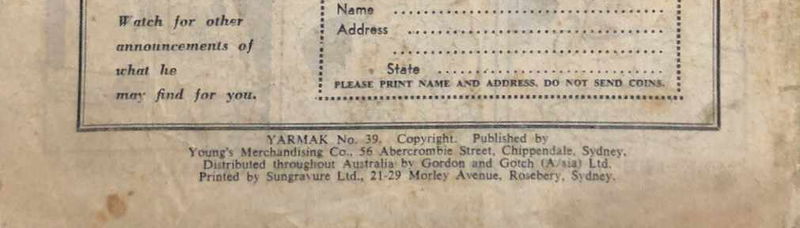 Watch for other
announcements of
what he
may find for you.
Name
Address
State
PLEASE PRINT NAME AND ADDRESS. DO NOT SEND COINS.
YARMAK No. 39. Copyright. Published by
Young's Merchandising Co., 56 Abercrombie Street, Chippendale, Sydney.
Distributed throughout Australia by Gordon and Gotch (A/sia) Ltd.
Printed by Sungravure Ltd., 21-29 Morley Avenue, Rosebery, Sydney.